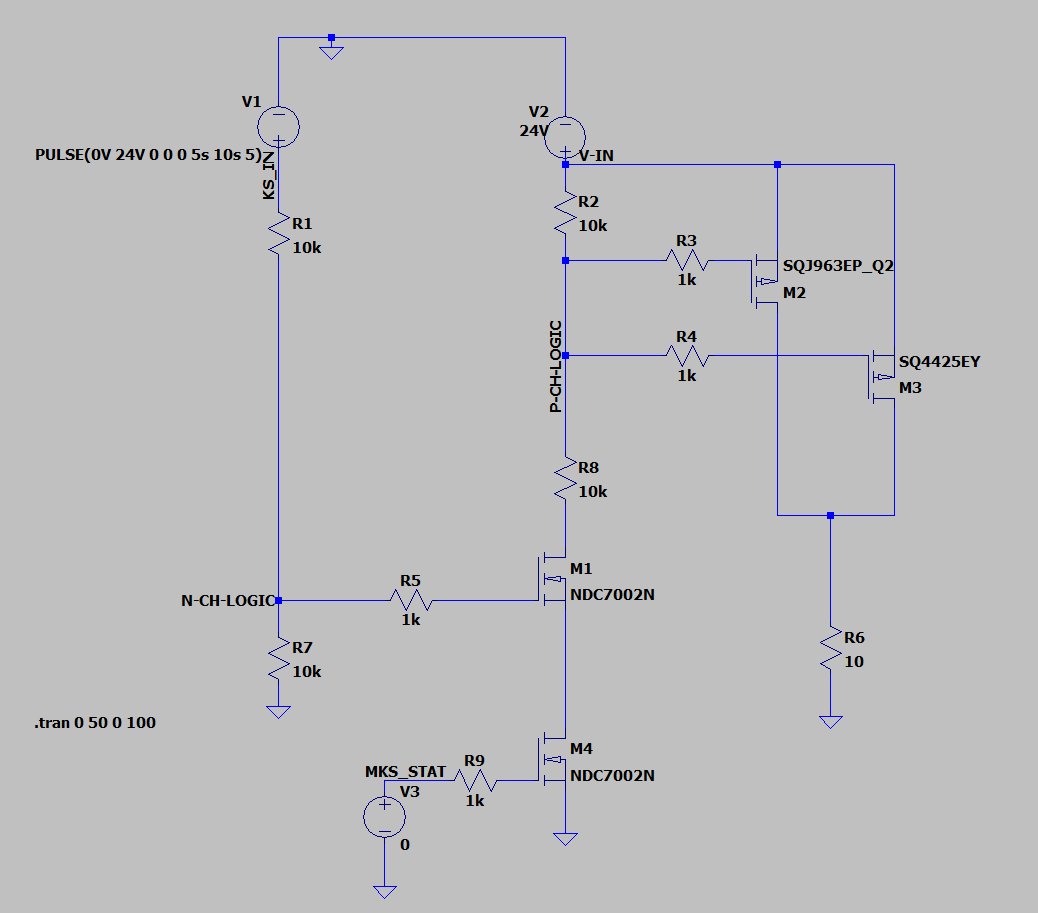 V1
PULSE(0V 24V 0 0 0 5s 10s 5)
KS_IN
R1
10k
V2
24V
V-IN
R2
10k
R3
1k
SQJ963EP_Q2
M2
P-CH-LOGIC
R4
1k
SQ4425EY
M3
R8
10k
M1
NDC7002N
N-CH-LOGIC
R5
1k
R7
10k
R6
10
.tran 0 50 0 100
M4
NDC7002N
MKS_STAT
R9
1k
V3
0